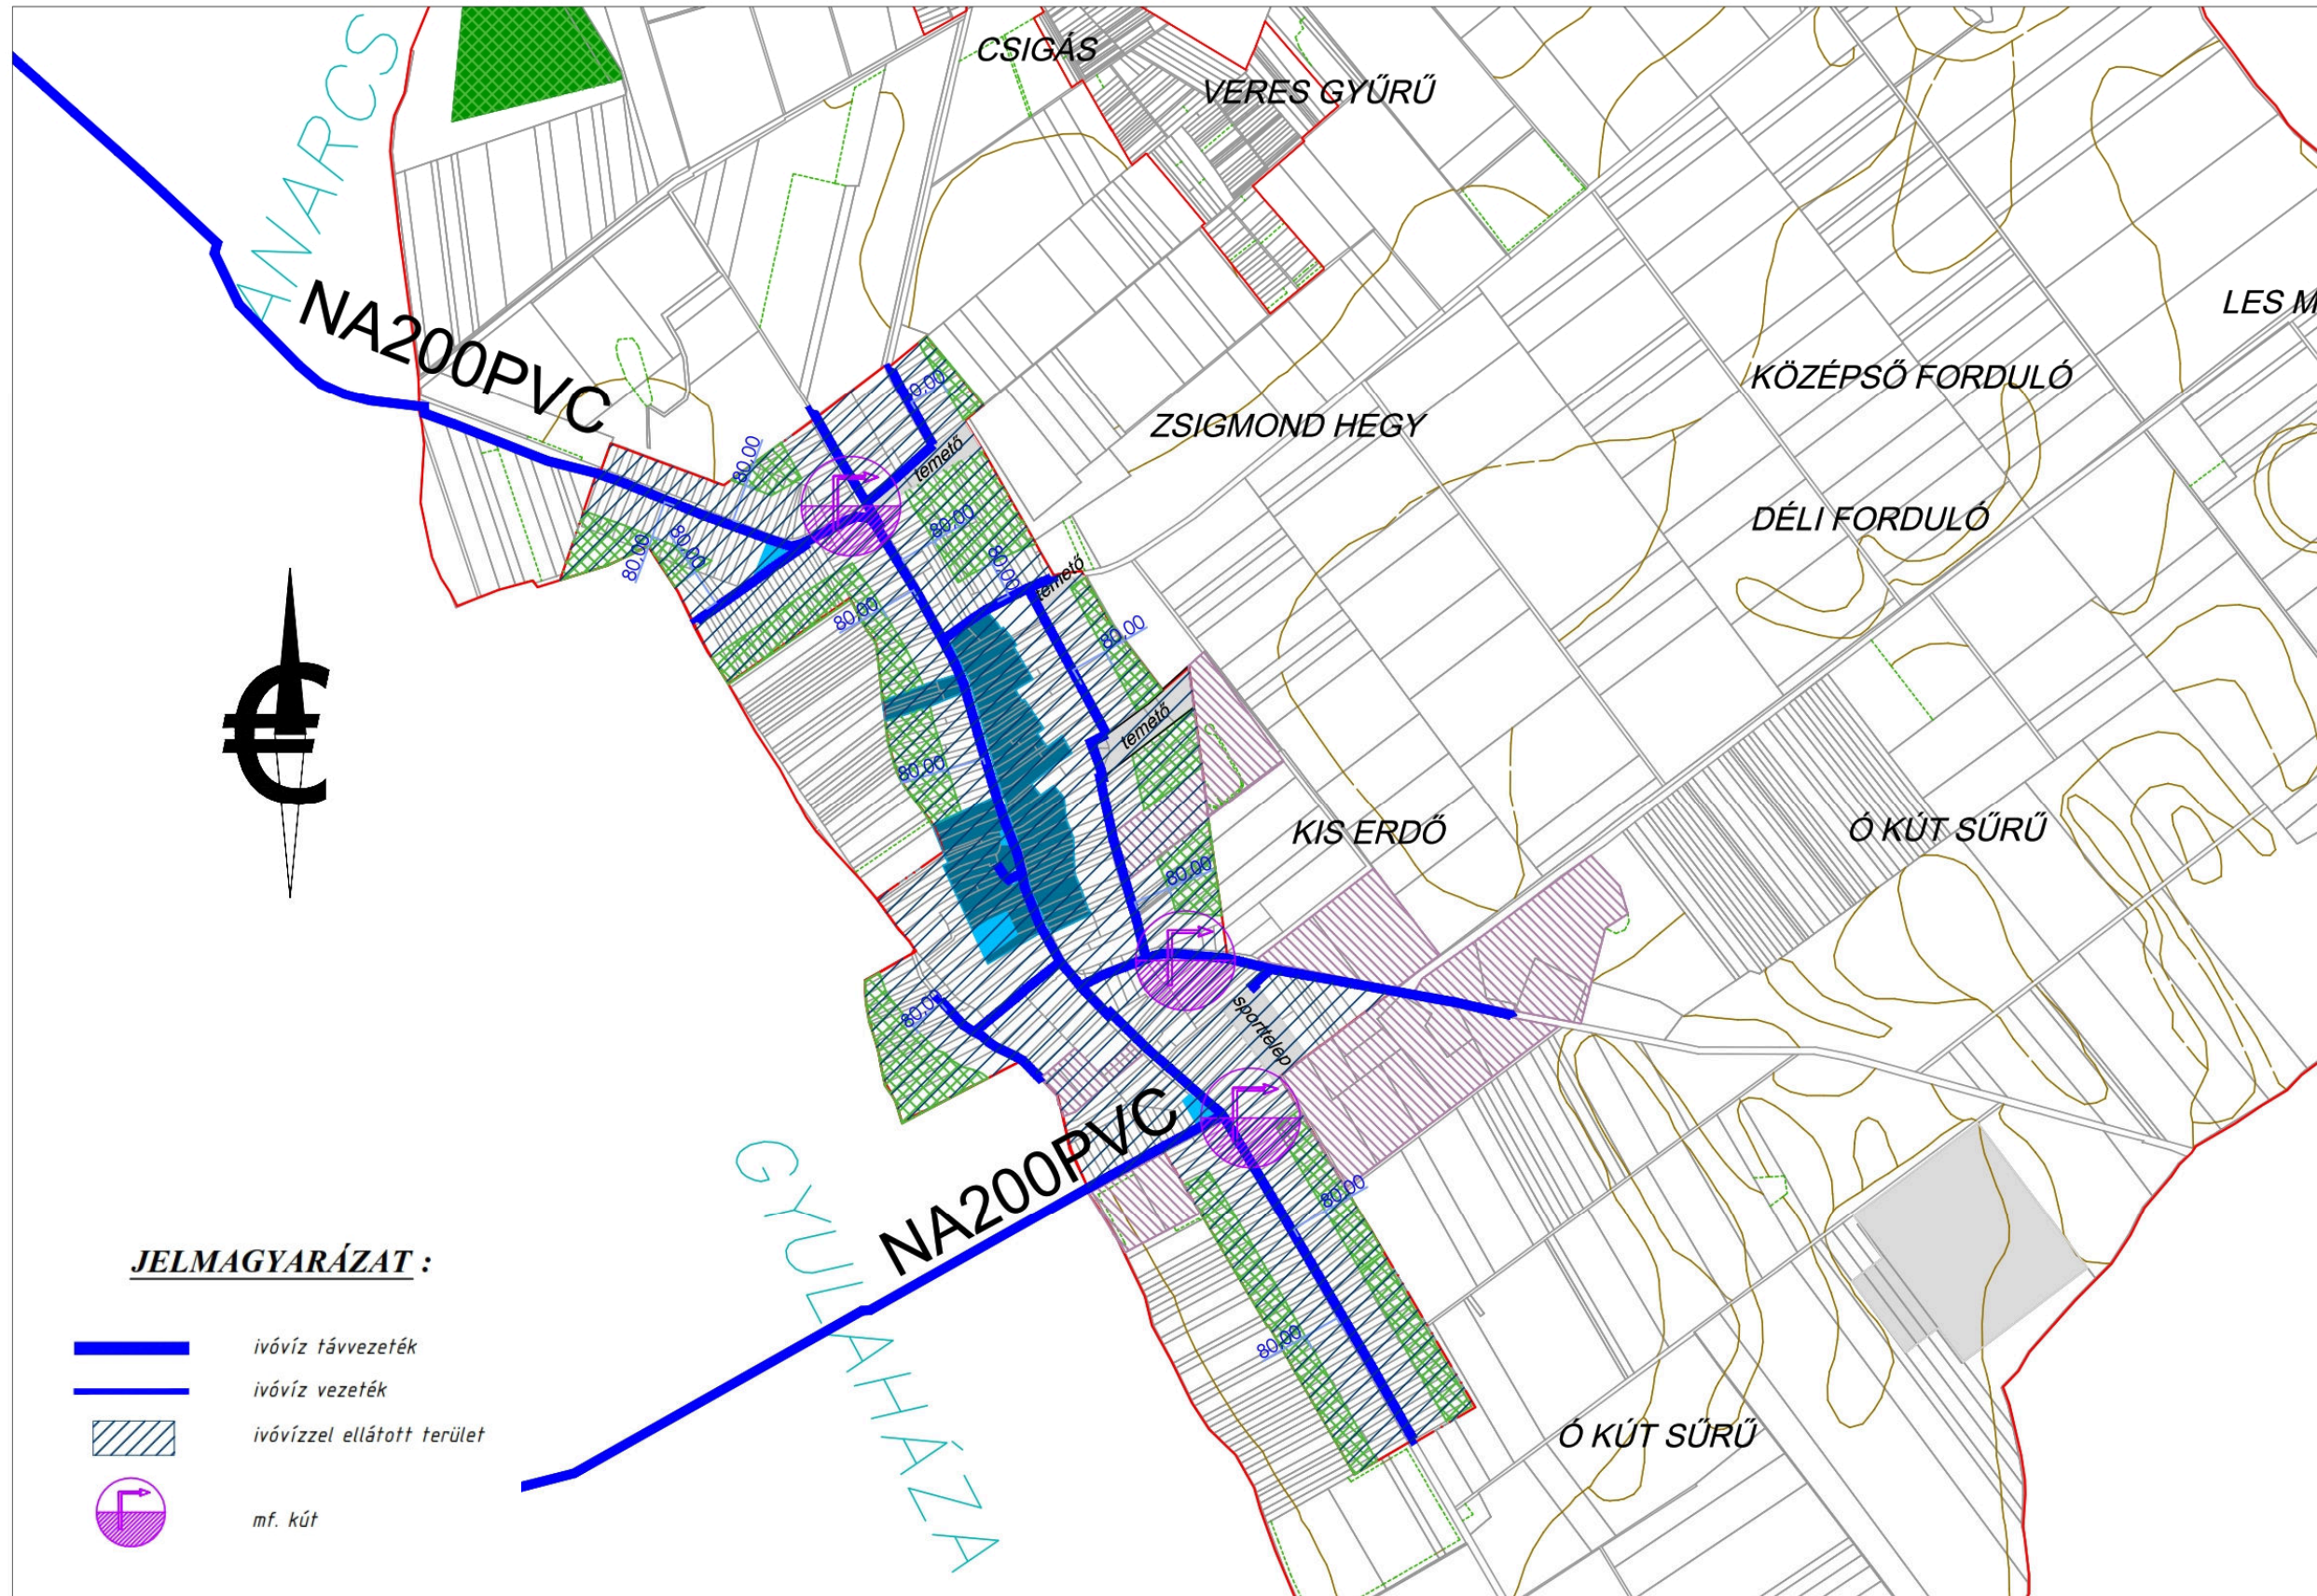 CSIGÁS
VERES GYŰRŰ
ANARCS
NA200PVC
LES M
KÖZÉPSŐ FORDULÓ
ZSIGMOND HEGY
DÉLI FORDULÓ
80,00
temető
80,00
80,00
80,00
80,00
80,00
temető
80,00
80,00
temető
80,00
KIS ERDŐ
Ó KÚT SŰRŰ
80,00
80,00
sporttelep
NA200PVC
GYULAHÁZA
80,00
80,00
Ó KÚT SŰRŰ
JELMAGYARÁZAT :
ivóvíz távvezeték
ivóvíz vezeték
ivóvízzel ellátott terület
mf. kút